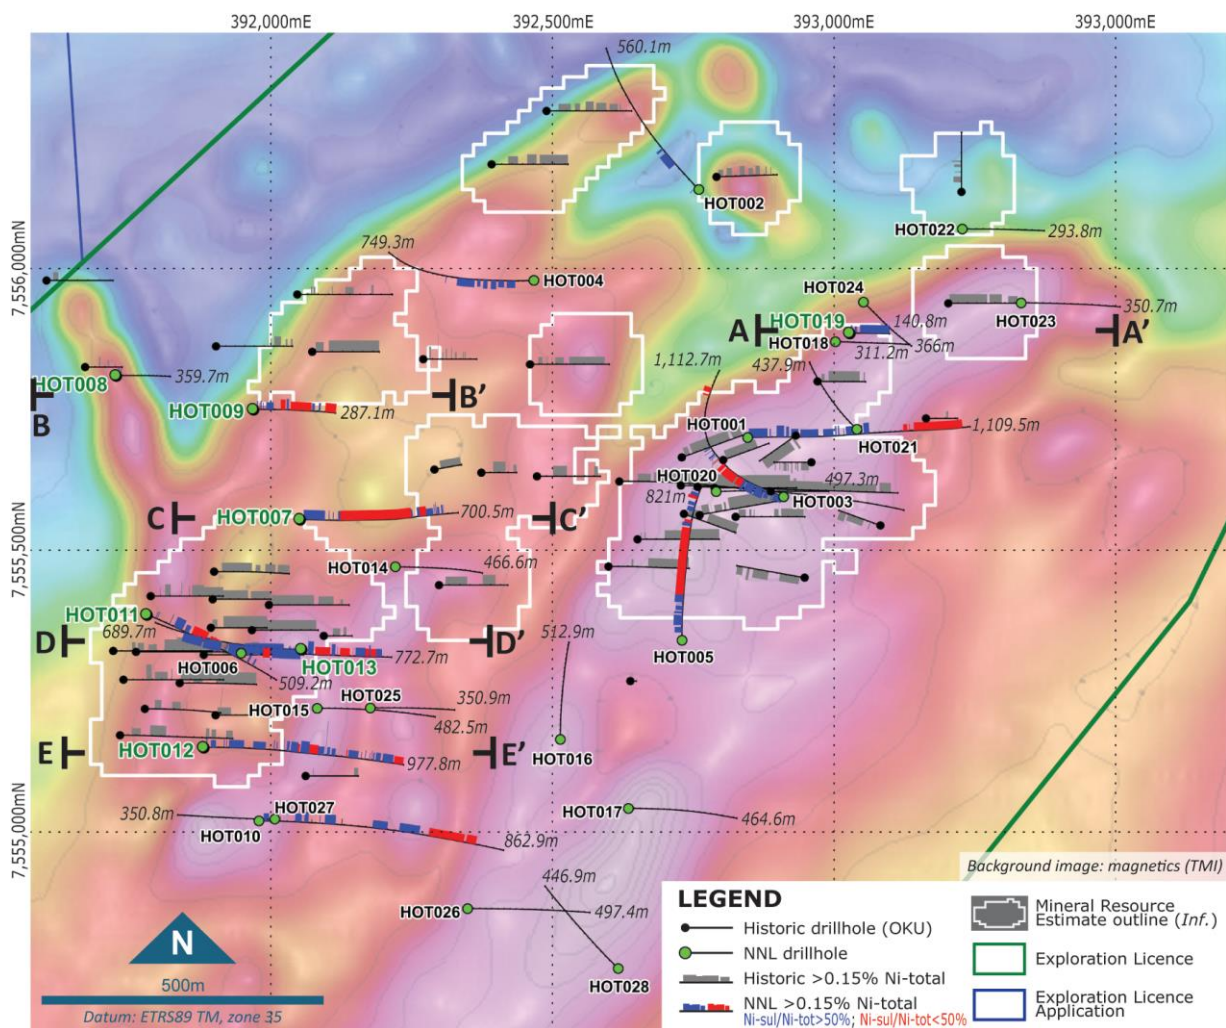 392,000mE 392,500mE 393,000mE 393,000mE
560.1m
HOT002
HOT022 293.8m
749.3m
7,556,000mN
HOT004
HOT024
HOT023 350.7m
A HOT019 140.8m A'
HOT018 311.2m 366m
1,112.7m 437.9m
HOT008 359.7m
B HOT009 287.1m B'
HOT001
HOT021 1,109.5m
HOT020 497.3m
821m HOT003
C HOT007 700.5m C'
7,555,500mN
HOT014 466.6m
HOT011
689.7m 512.9m
D HOT006 HOT013 772.7m D'
HOT005
509.2m HOT025 350.9m
HOT015 482.5m
E HOT012 977.8m E'
HOT016
350.8m HOT027
HOT010 862.9m
HOT017 464.6m
7,555,000mN
446.9m
HOT026 497.4m
HOT028
N
500m
Datum: ETRS89 TM, zone 35
Background image: magnetics (TMI)
LEGEND
Historic drillhole (OKU)
NNL drillhole
Historic >0.15% Ni-total
NNL >0.15% Ni-total
Ni-sul/Ni-tot>50%; Ni-sul/Ni-tot<50%
Mineral Resource
Estimate outline (Inf.)
Exploration Licence
Exploration Licence
Application